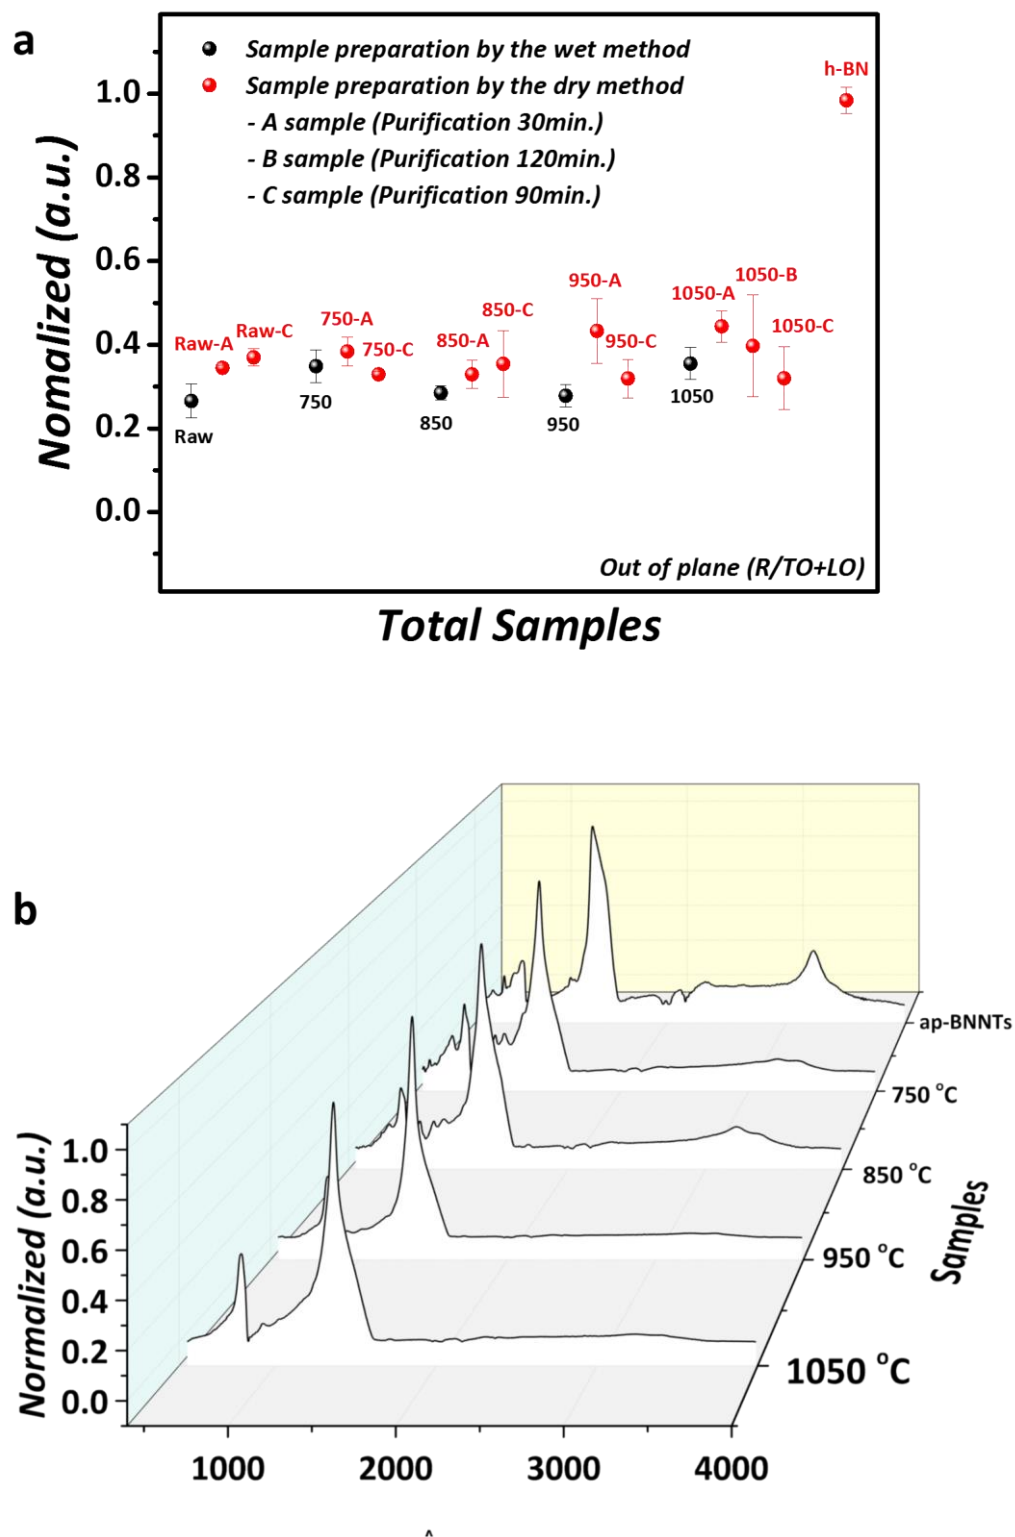 a
Sample preparation by the wet method
Sample preparation by the dry method
- A sample (Purification 30min.)
- B sample (Purification 120min.)
- C sample (Purification 90min.)
h-BN
1.0
0.8
0.6
0.4
0.2
0.0
Nomalized (a.u.)
Raw-A
Raw-C
Raw
750-A
750-C
750
850-A
850-C
850
950-A
950-C
950
1050-A
1050-B
1050-C
1050
Out of plane (R/TO+LO)
Total Samples
b
ap-BNNTs
750 °C
850 °C
950 °C
1050 °C
Samples
Normalized (a.u.)
1.0
0.8
0.6
0.4
0.2
0.0
1000
2000
3000
4000